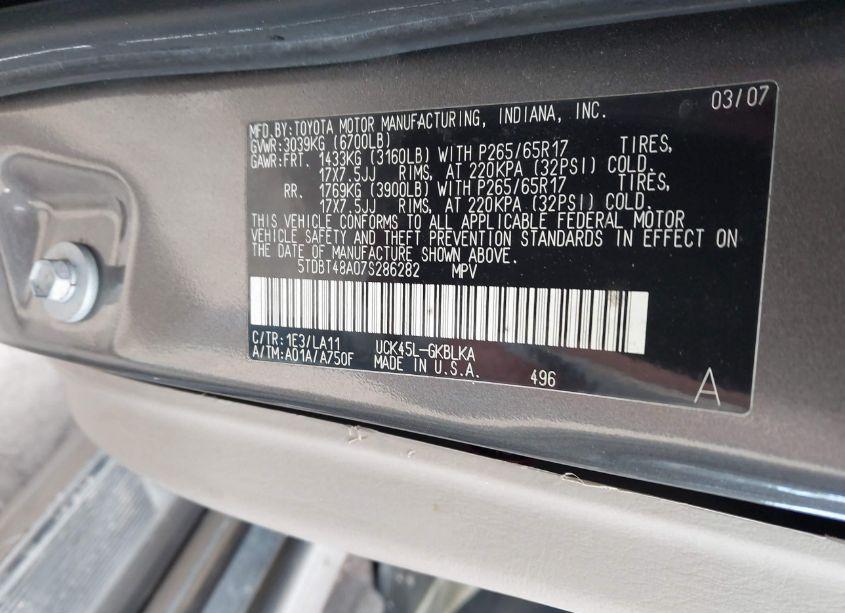 03/07
MFD.BY:TOYOTA MOTOR MANUFACTURING, INDIANA, INC.
GVWR:3039KG (6700LB)
GAWR:FRT. 1433KG (3160LB) WITH P265/65R17 TIRES,
17X7.5JJ RIMS, AT 220KPA (32PSI) COLD.
RR. 1769KG (3900LB) WITH P265/65R17 TIRES,
17X7.5JJ RIMS, AT 220KPA (32PSI) COLD.
THIS VEHICLE CONFORMS TO ALL APPLICABLE FEDERAL MOTOR
VEHICLE SAFETY AND THEFT PREVENTION STANDARDS IN EFFECT ON
THE DATE OF MANUFACTURE SHOWN ABOVE.
5TDBT48A07S286282 MPV
C/TR:1E3/LA11 UCK45L-GKBLKA
A/TM:A01A/A750F MADE IN U.S.A. 496 A